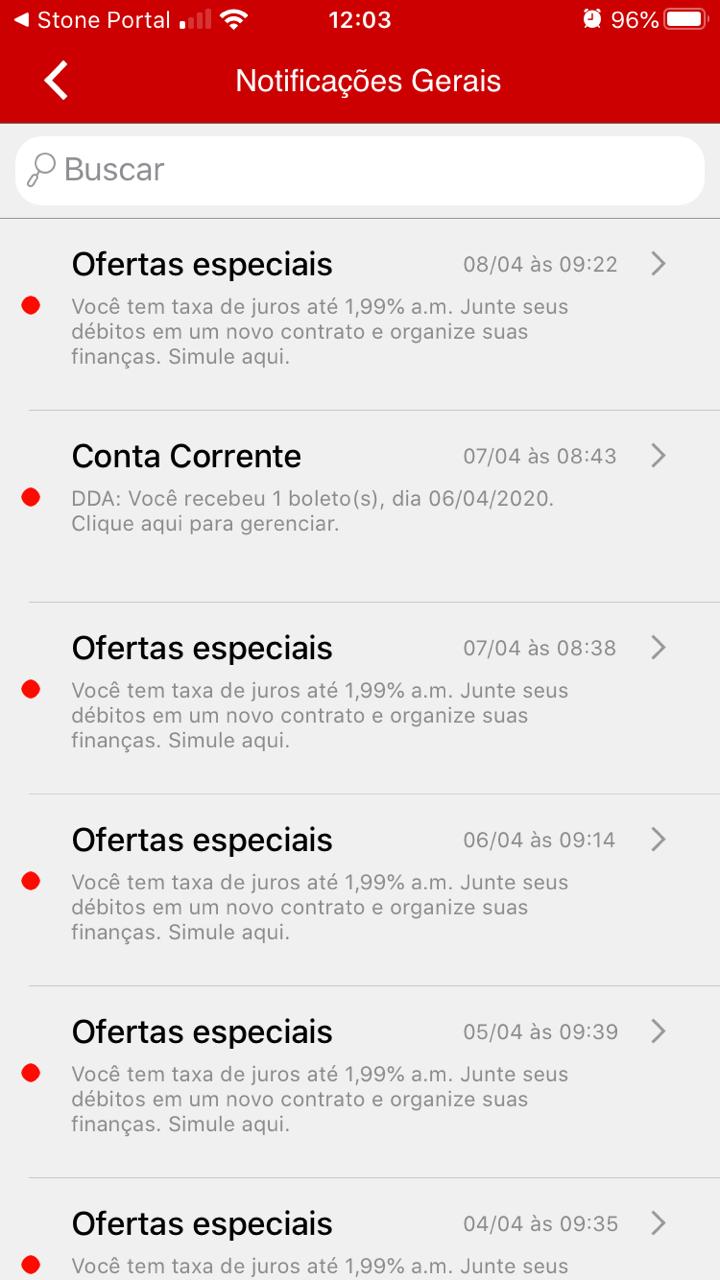 Stone Portal 12:03 96%
Notificações Gerais
Buscar
Ofertas especiais 08/04 às 09:22
Você tem taxa de juros até 1,99% a.m. Junte seus
débitos em um novo contrato e organize suas
finanças. Simule aqui.
Conta Corrente 07/04 às 08:43
DDA: Você recebeu 1 boleto(s), dia 06/04/2020.
Clique aqui para gerenciar.
Ofertas especiais 07/04 às 08:38
Você tem taxa de juros até 1,99% a.m. Junte seus
débitos em um novo contrato e organize suas
finanças. Simule aqui.
Ofertas especiais 06/04 às 09:14
Você tem taxa de juros até 1,99% a.m. Junte seus
débitos em um novo contrato e organize suas
finanças. Simule aqui.
Ofertas especiais 05/04 às 09:39
Você tem taxa de juros até 1,99% a.m. Junte seus
débitos em um novo contrato e organize suas
finanças. Simule aqui.
Ofertas especiais 04/04 às 09:35
Você tem taxa de juros até 1,99% a.m. Junte seus